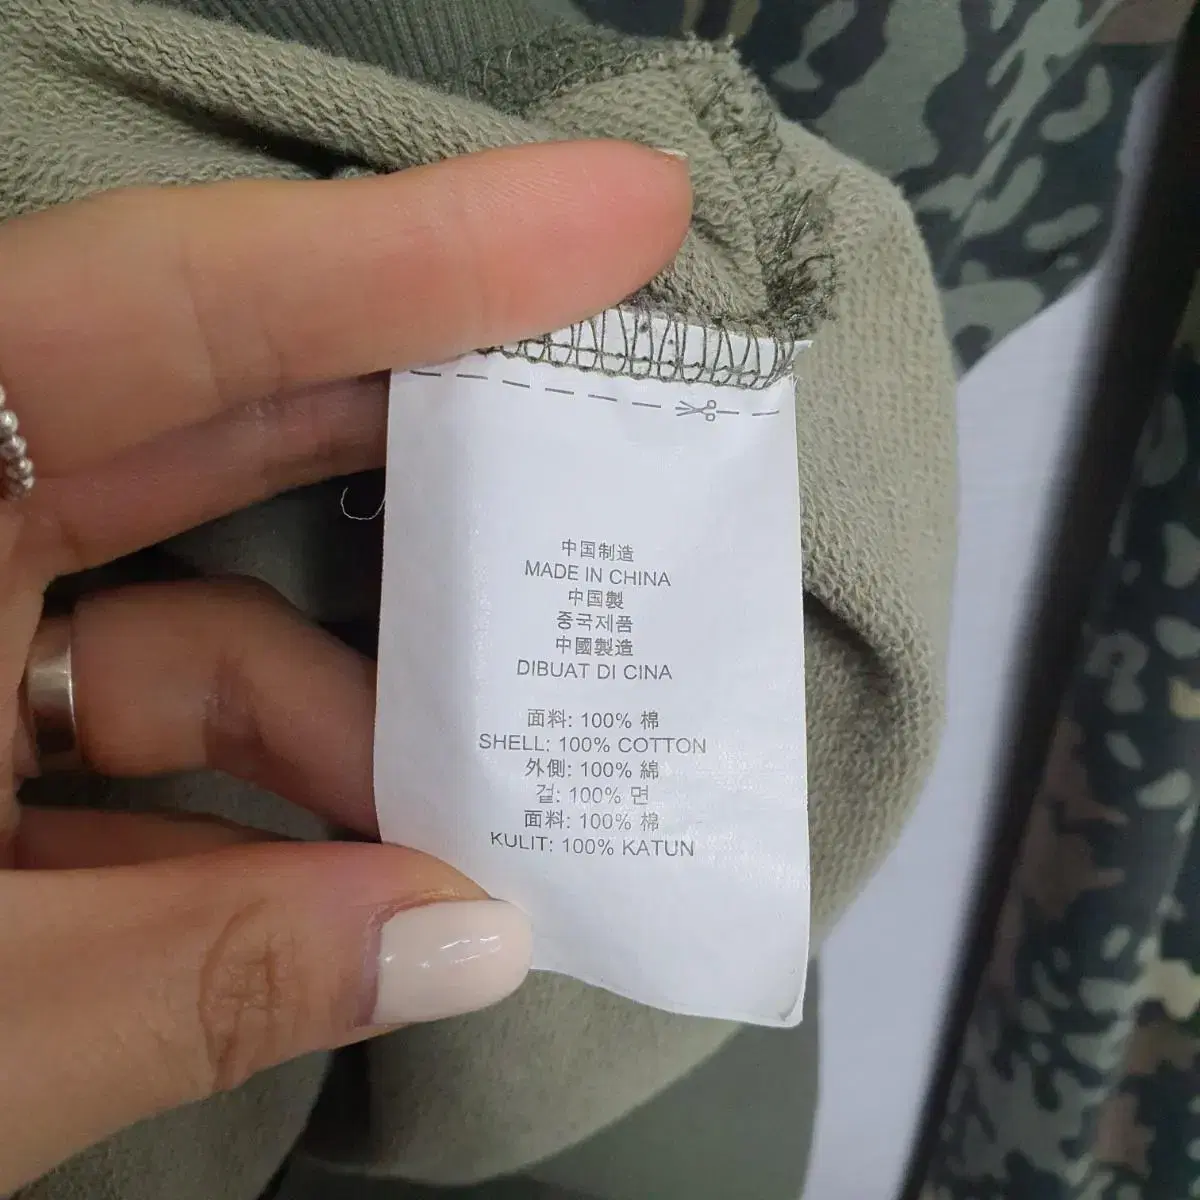 中国制造
MADE IN CHINA
中国製
중국제품
中國製造
DIBUAT DI CINA
面料: 100% 棉
SHELL: 100% COTTON
外側: 100% 綿
겉: 100% 면
面料: 100% 棉
KULIT: 100% KATUN